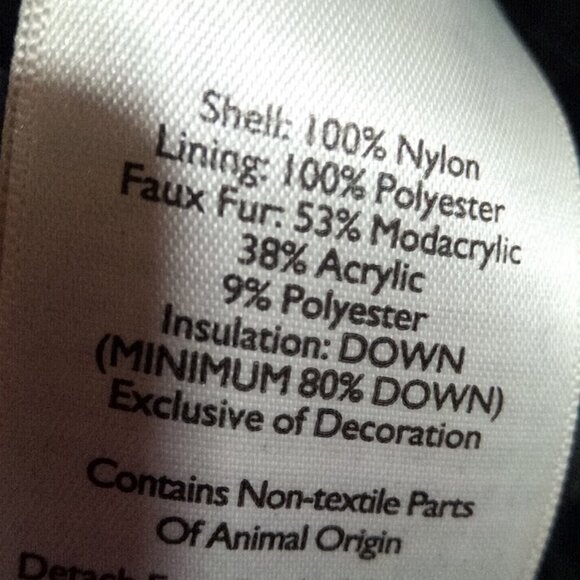 Shell: 100% Nylon
Lining: 100% Polyester
Faux Fur: 53% Modacrylic
38% Acrylic
9% Polyester
Insulation: DOWN
(MINIMUM 80% DOWN)
Exclusive of Decoration
Contains Non-textile Parts
Of Animal Origin